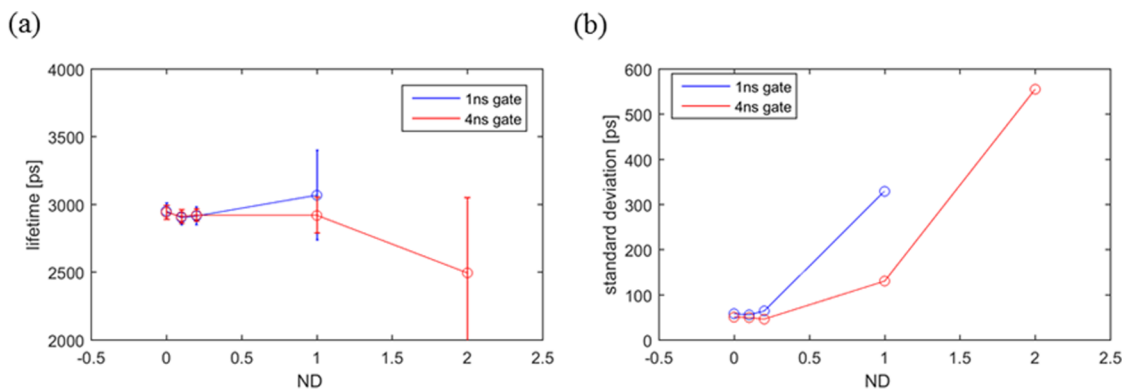 (a)
(b)
4000
3500
3000
2500
2000
lifetime [ps]
1ns gate
4ns gate
-0.5
0
0.5
1
1.5
2
2.5
ND
600
500
400
300
200
100
0
standard deviation [ps]
1ns gate
4ns gate
-0.5
0
0.5
1
1.5
2
2.5
ND